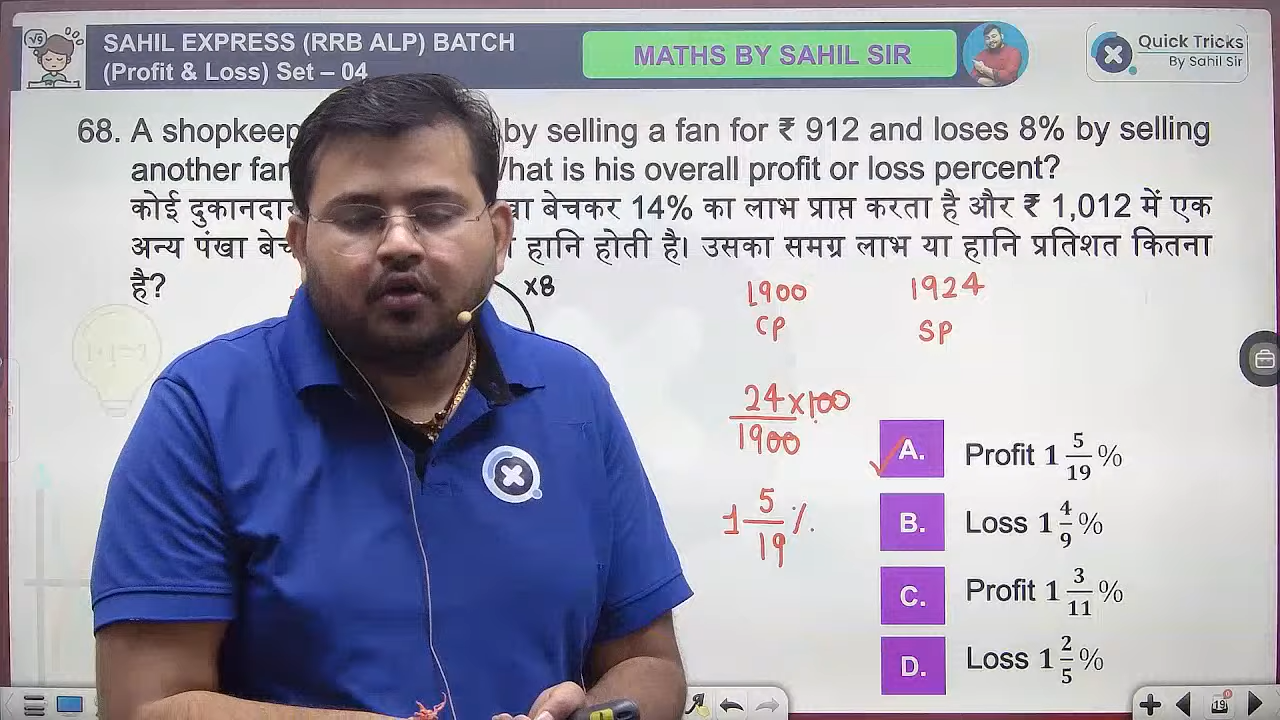 SAHIL EXPRESS (RRB ALP) BATCH
(Profit & Loss) Set – 04
MATHS BY SAHIL SIR
Quick Tricks
By Sahil Sir
68. A by selling a fan for ₹ 912 and loses 8% by selling
another is his overall profit or loss percent?
कोई बेचकर 14% का लाभ प्राप्त करता है और ₹ 1,012 में एक
अन्य पंखा हानि होती है। उसका समग्र लाभ या हानि प्रतिशत कितना
है?
×8
1900 1924
CP SP
24×100
1900
1 5/19 %
A. Profit 1 5/19 %
B. Loss 1 4/9 %
C. Profit 1 3/11 %
D. Loss 1 2/5 %
19